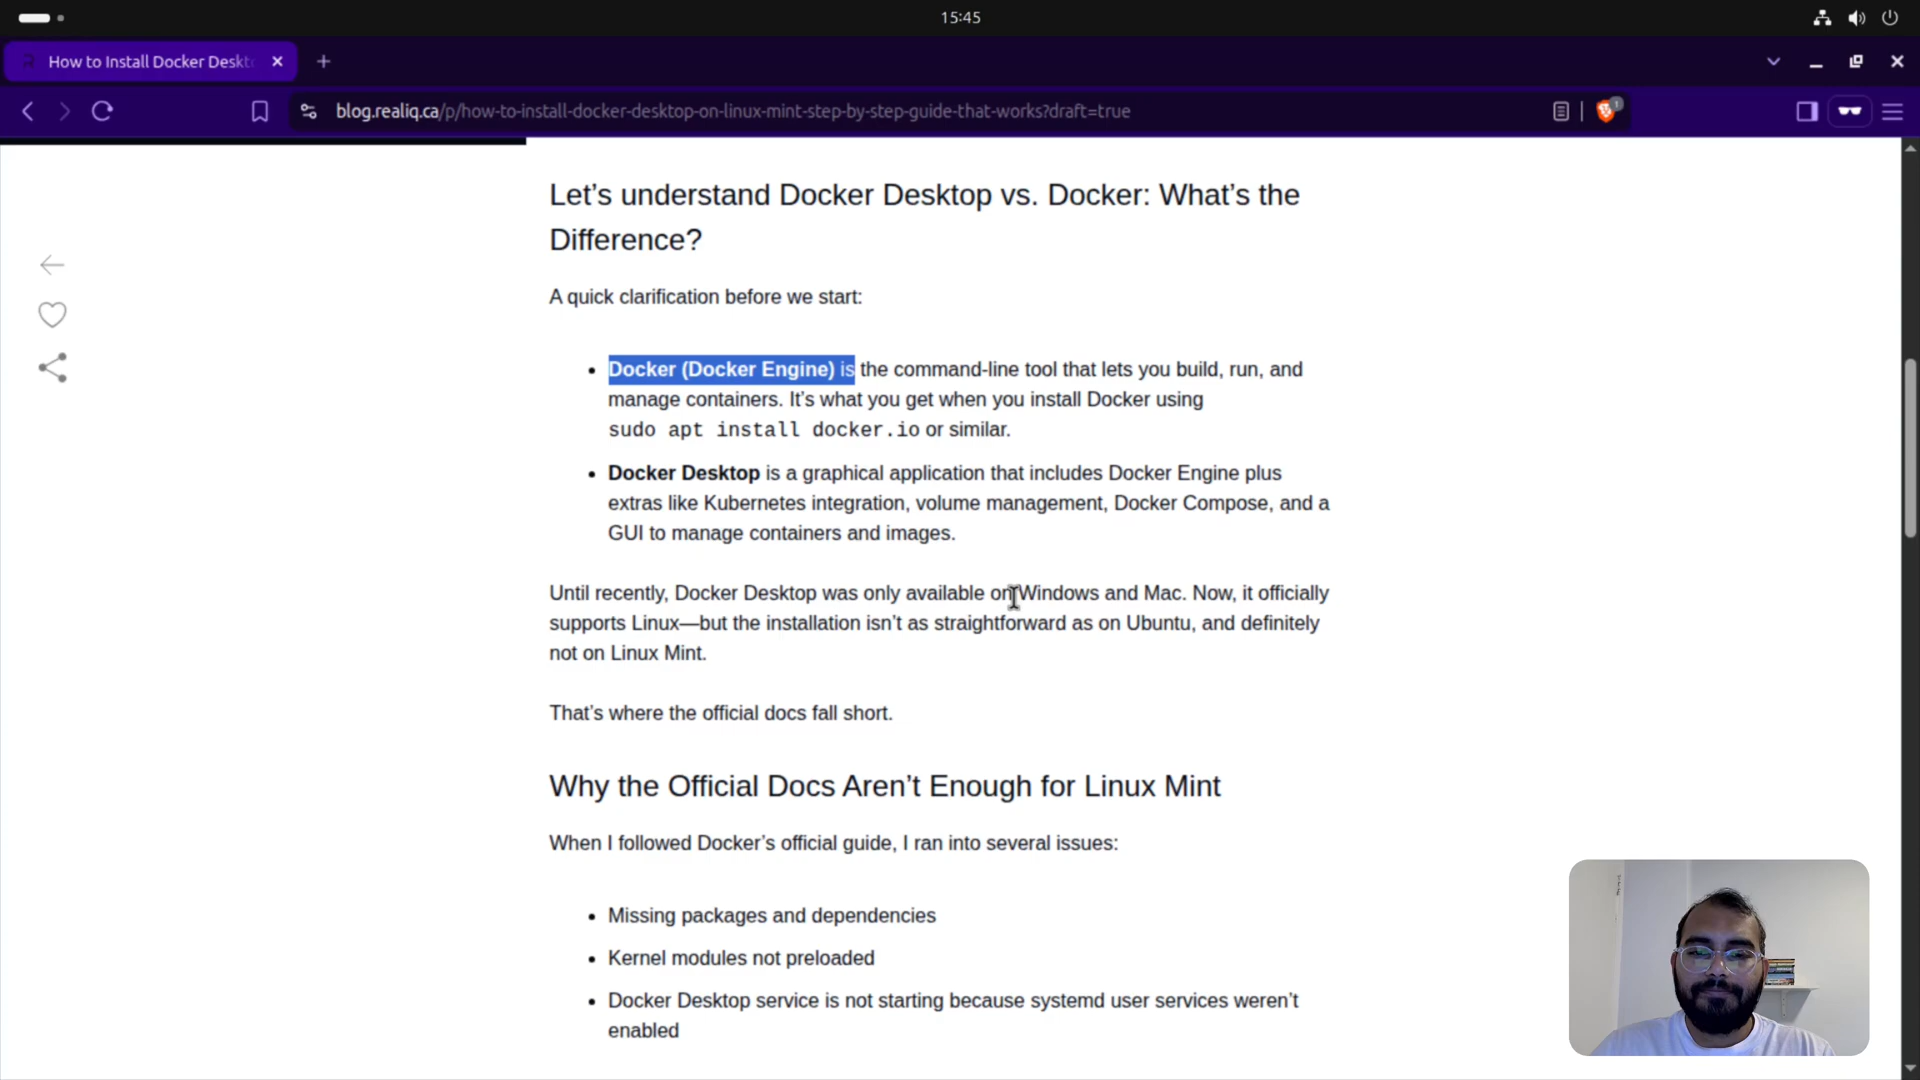 15:45
How to Install Docker Deskt
blog.realiq.ca/p/how-to-install-docker-desktop-on-linux-mint-step-by-step-guide-that-works?draft=true
1
Let’s understand Docker Desktop vs. Docker: What’s the
Difference?
A quick clarification before we start:
• Docker (Docker Engine) is the command-line tool that lets you build, run, and
manage containers. It’s what you get when you install Docker using
sudo apt install docker.io or similar.
• Docker Desktop is a graphical application that includes Docker Engine plus
extras like Kubernetes integration, volume management, Docker Compose, and a
GUI to manage containers and images.
Until recently, Docker Desktop was only available on Windows and Mac. Now, it officially
supports Linux—but the installation isn’t as straightforward as on Ubuntu, and definitely
not on Linux Mint.
That’s where the official docs fall short.
Why the Official Docs Aren’t Enough for Linux Mint
When I followed Docker’s official guide, I ran into several issues:
• Missing packages and dependencies
• Kernel modules not preloaded
• Docker Desktop service is not starting because systemd user services weren’t
enabled